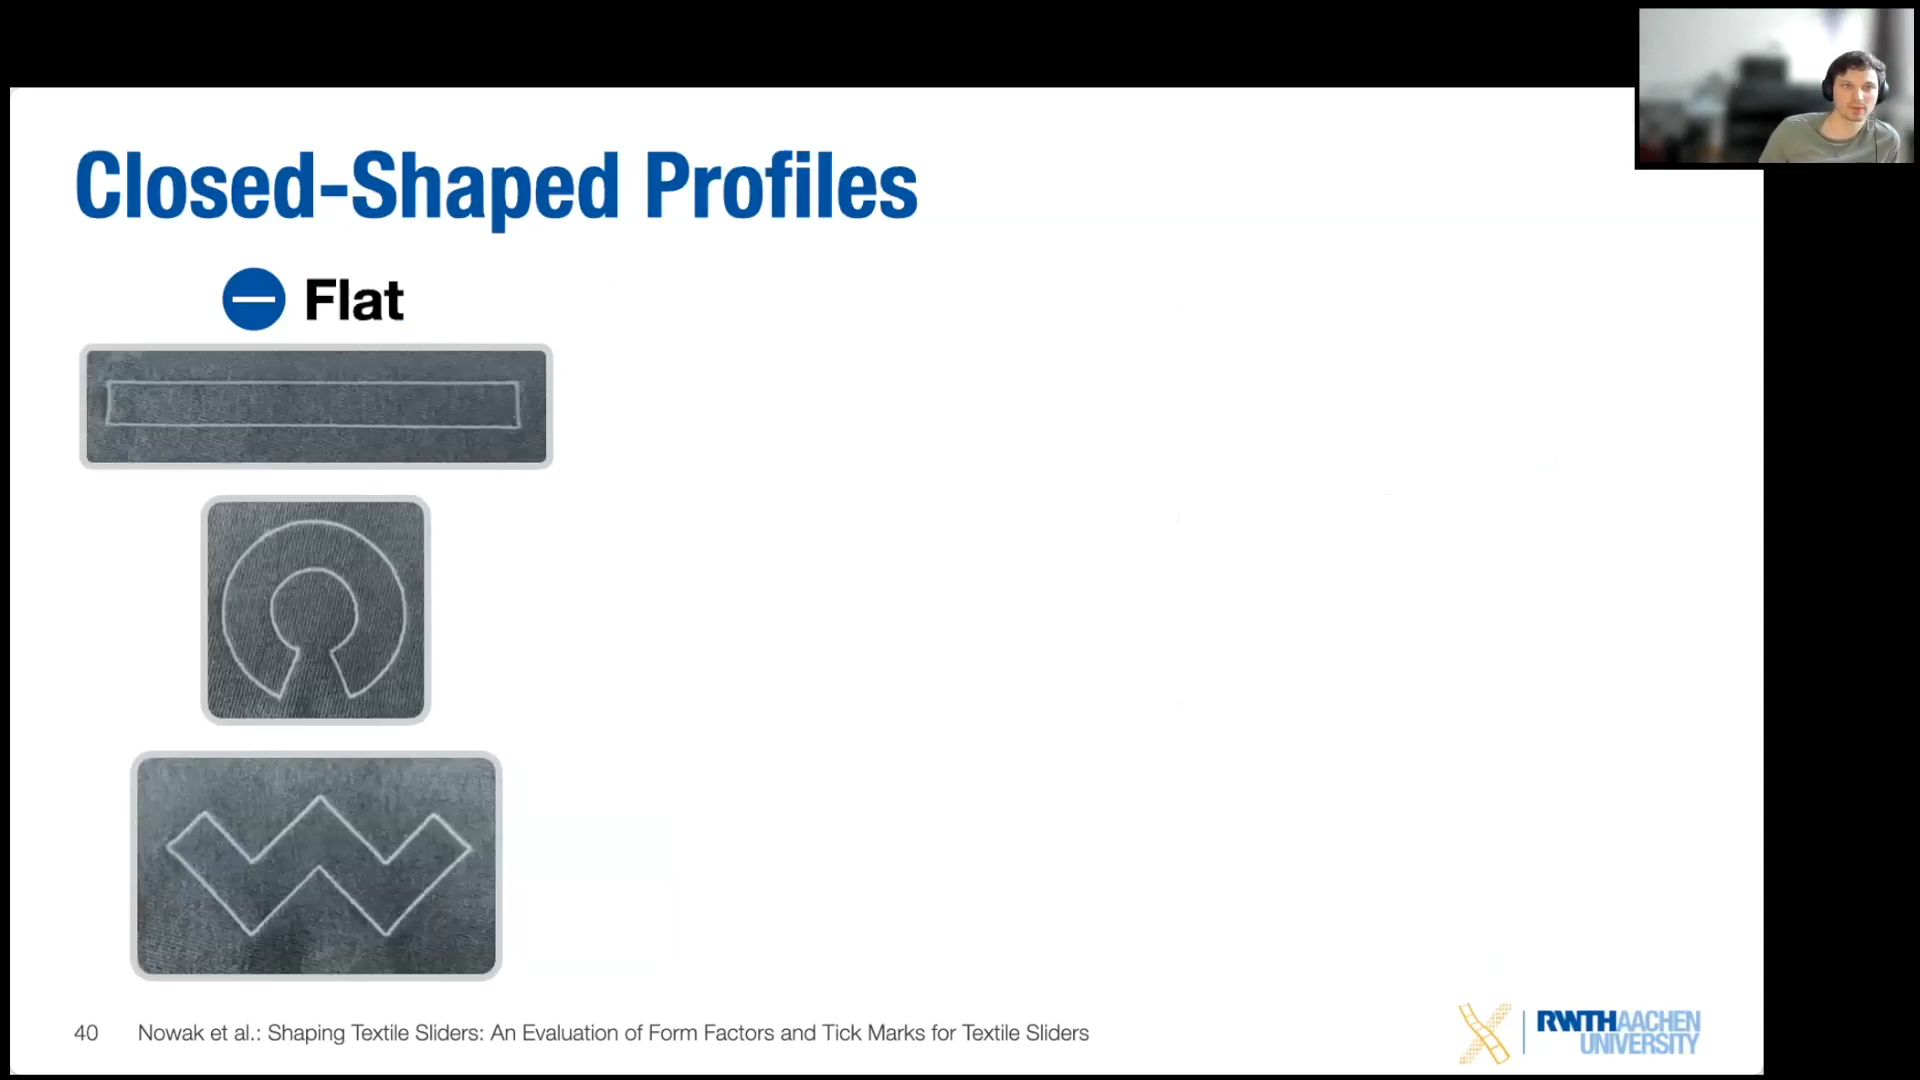 Closed-Shaped Profiles
Flat
40 Nowak et al.: Shaping Textile Sliders: An Evaluation of Form Factors and Tick Marks for Textile Sliders
RWTHAACHEN
UNIVERSITY